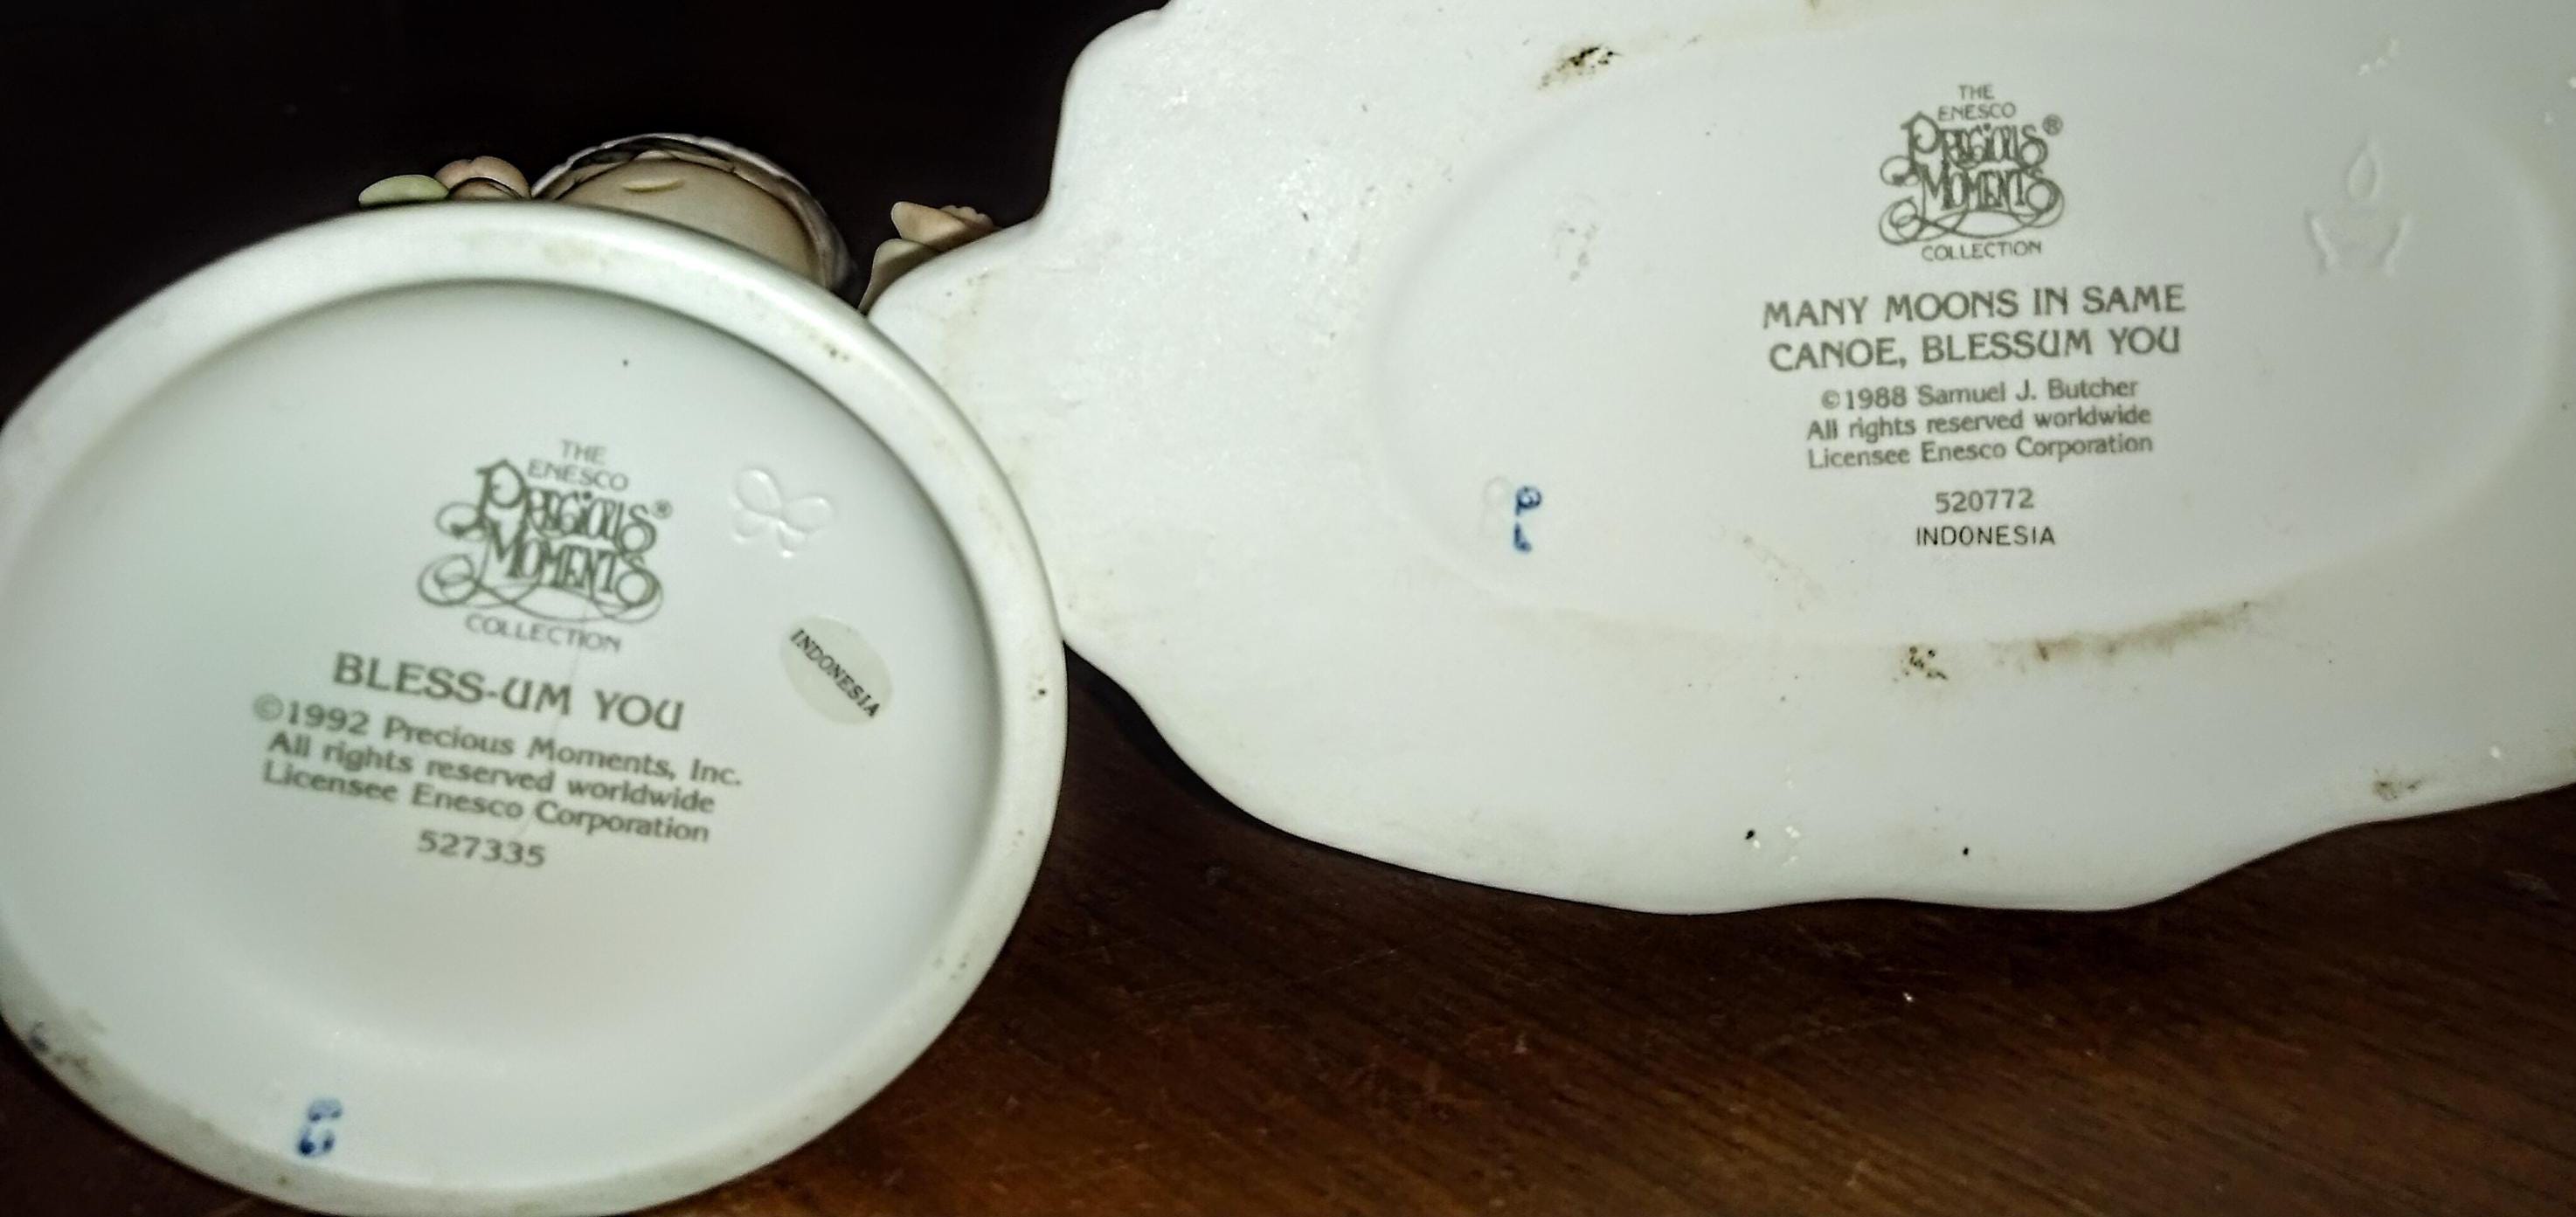 THE
ENESCO
PRECIOUS®
MOMENTS
COLLECTION
BLESS-UM YOU
©1992 Precious Moments, Inc.
All rights reserved worldwide
Licensee Enesco Corporation
527335
INDONESIA
THE
ENESCO
PRECIOUS®
MOMENTS
COLLECTION
MANY MOONS IN SAME
CANOE, BLESSUM YOU
©1988 Samuel J. Butcher
All rights reserved worldwide
Licensee Enesco Corporation
520772
INDONESIA